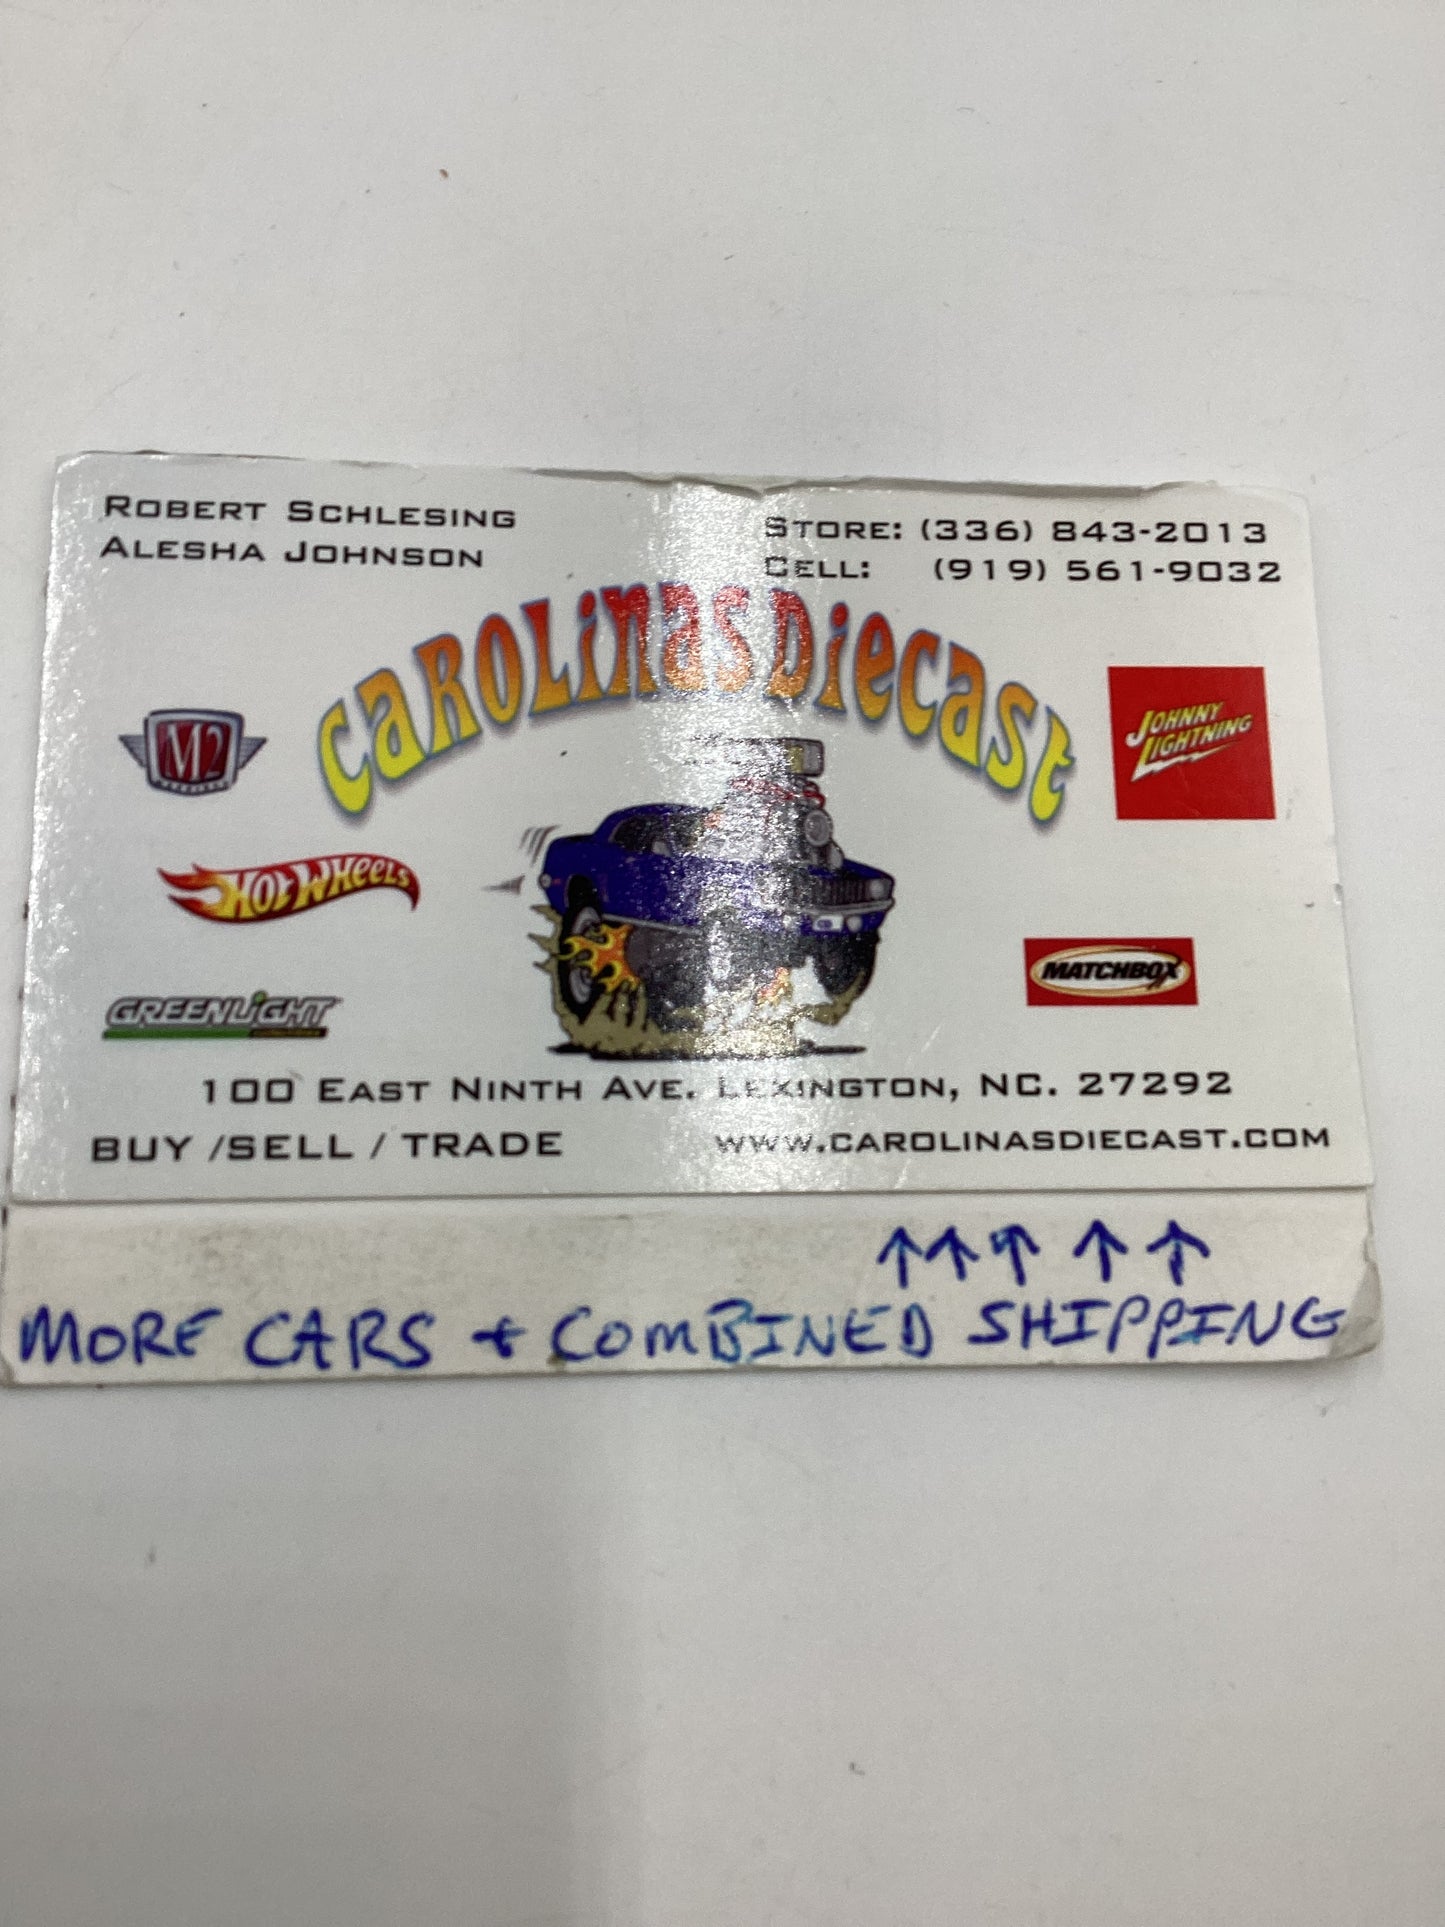 ROBERT SCHLESING
ALESHA JOHNSON
STORE: (336) 843-2013
CELL: (919) 561-9032
CAROLINAS DIECAST
M2
JOHNNY
LIGHTNING
HOT WHEELS
MATCHBOX
GREENLIGHT
100 EAST NINTH AVE. LEXINGTON, NC. 27292
BUY /SELL / TRADE
WWW.CAROLINASDIECAST.COM
↑↑↑↑↑
MORE CARS + COMBINED SHIPPING